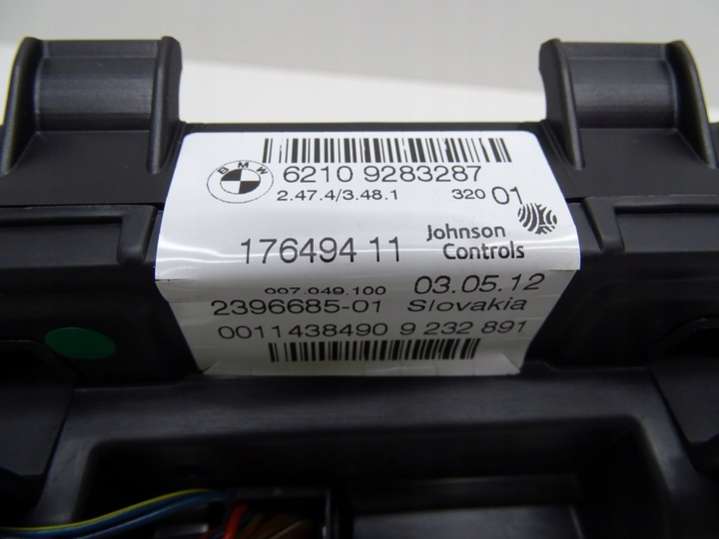 BMW
6210 9283287
2.47.4/3.48.1 320 01
176494 11 Johnson Controls
007.049.100 03.05.12
2396685-01 Slovakia
0011438490 9 232 891